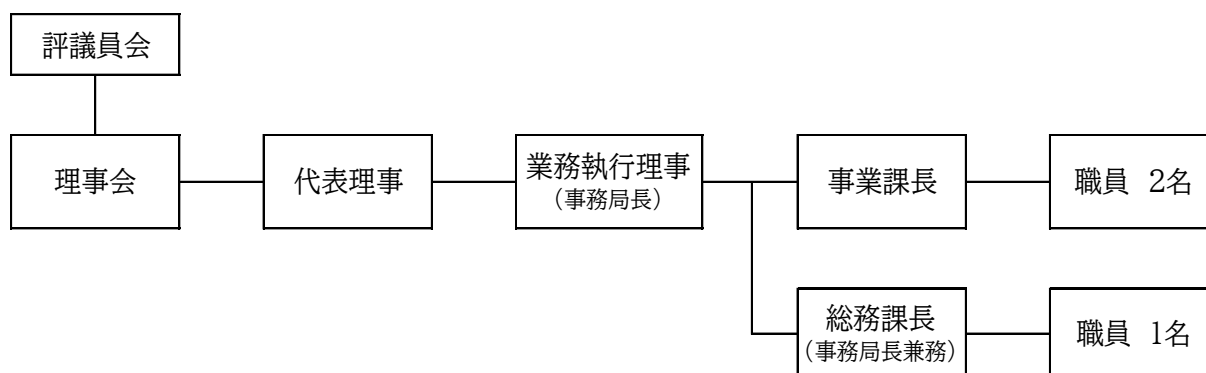 評議員会
理事会
代表理事
業務執行理事
（事務局長）
事業課長
職員　2名
総務課長
（事務局長兼務）
職員　1名